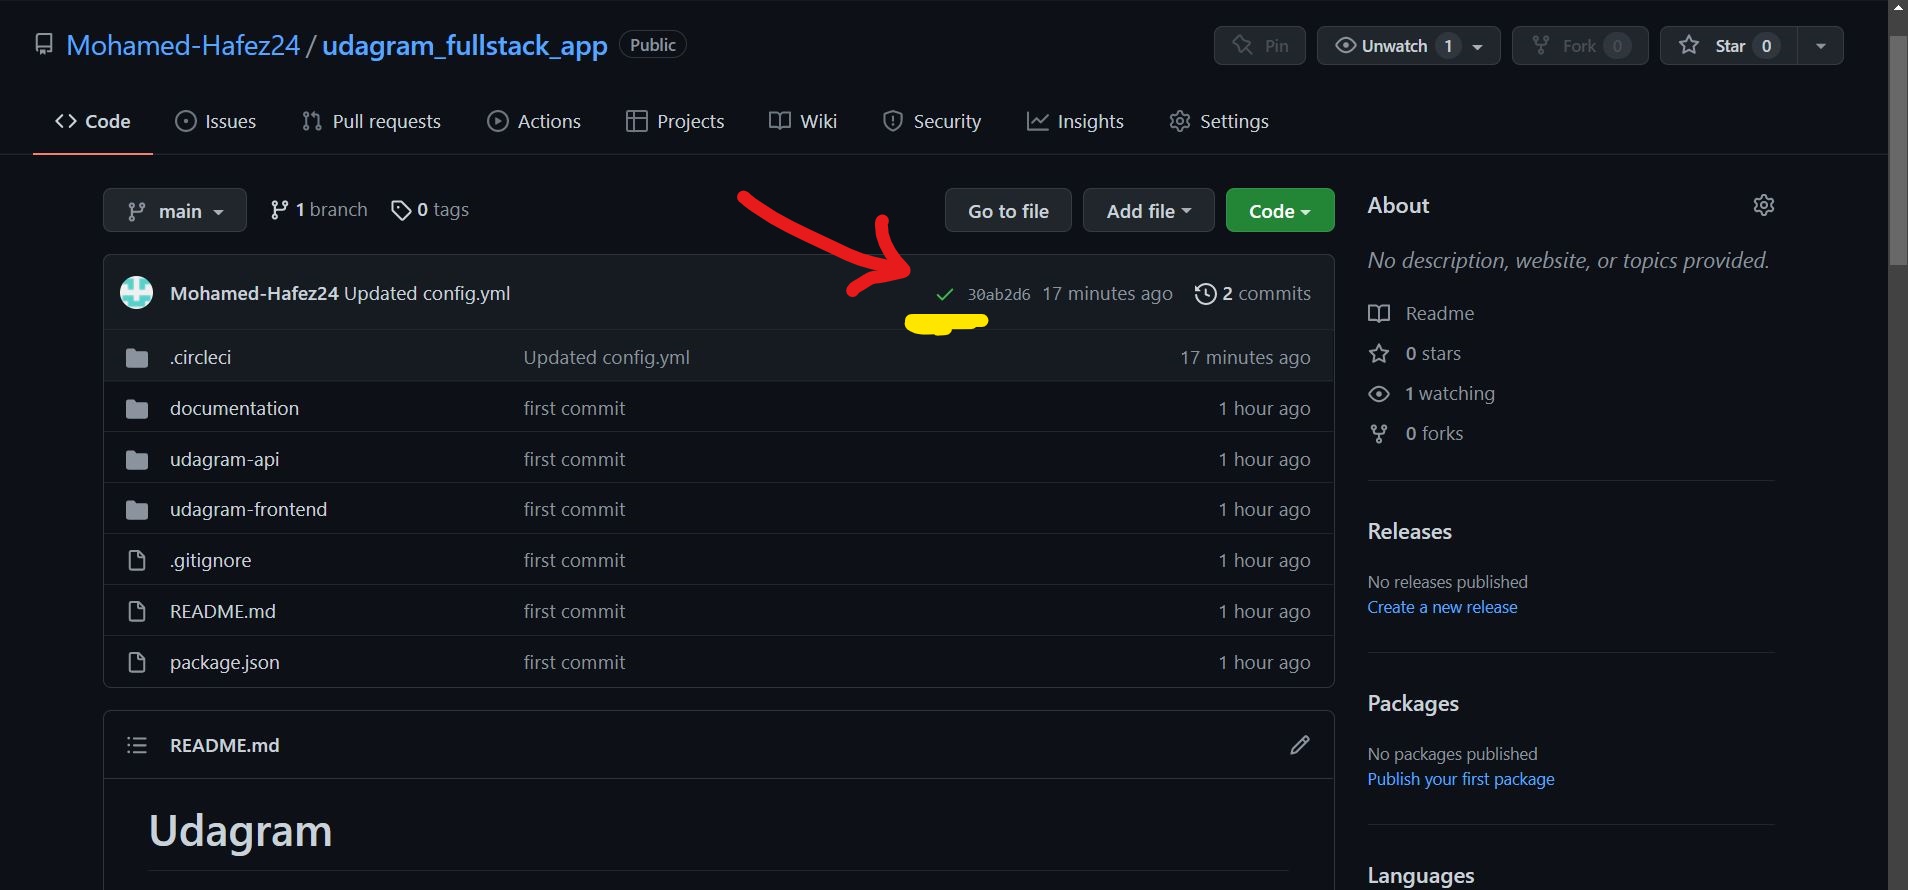 Mohamed-Hafez24 / udagram_fullstack_app Public
Pin Unwatch 1 Fork 0 Star 0
Code Issues Pull requests Actions Projects Wiki Security Insights Settings
main 1 branch 0 tags Go to file Add file Code
Mohamed-Hafez24 Updated config.yml 30ab2d6 17 minutes ago 2 commits
.circleci Updated config.yml 17 minutes ago
documentation first commit 1 hour ago
udagram-api first commit 1 hour ago
udagram-frontend first commit 1 hour ago
.gitignore first commit 1 hour ago
README.md first commit 1 hour ago
package.json first commit 1 hour ago
README.md
Udagram
About
No description, website, or topics provided.
Readme
0 stars
1 watching
0 forks
Releases
No releases published
Create a new release
Packages
No packages published
Publish your first package
Languages